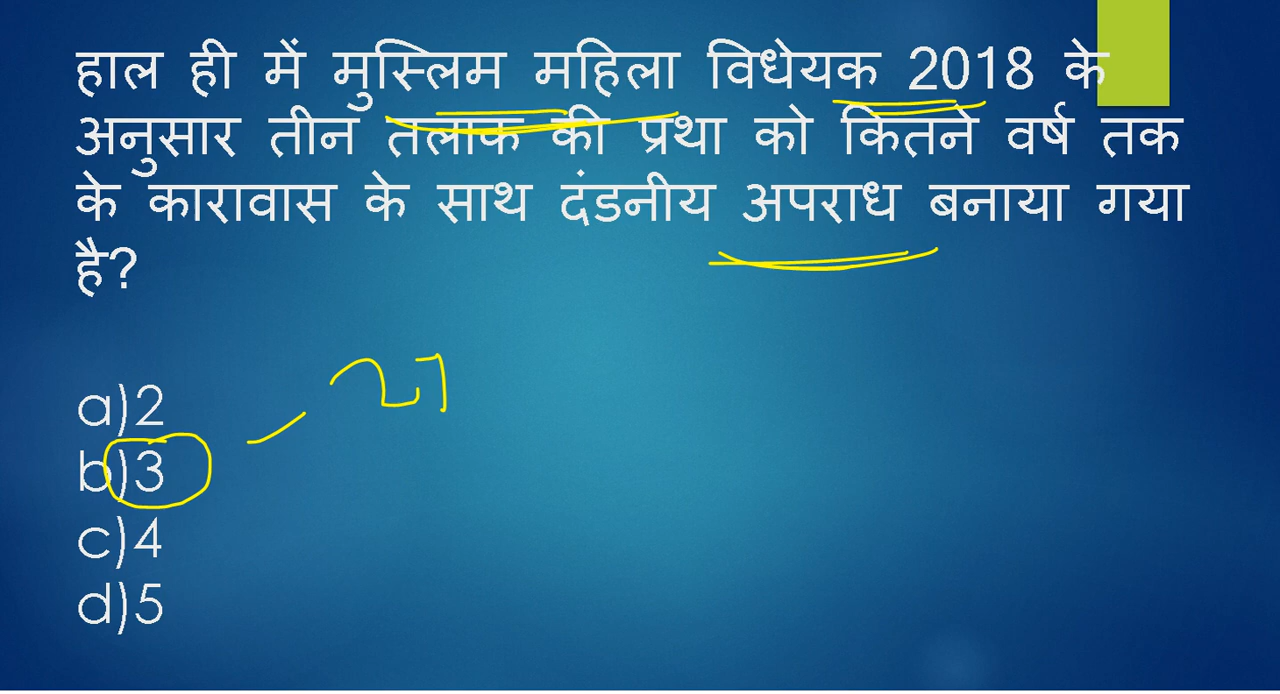 हाल ही में मुस्लिम महिला विधेयक 2018 के
अनुसार तीन तलाक की प्रथा को कितने वर्ष तक
के कारावास के साथ दंडनीय अपराध बनाया गया
है?
a)2
b)3
c)4
d)5